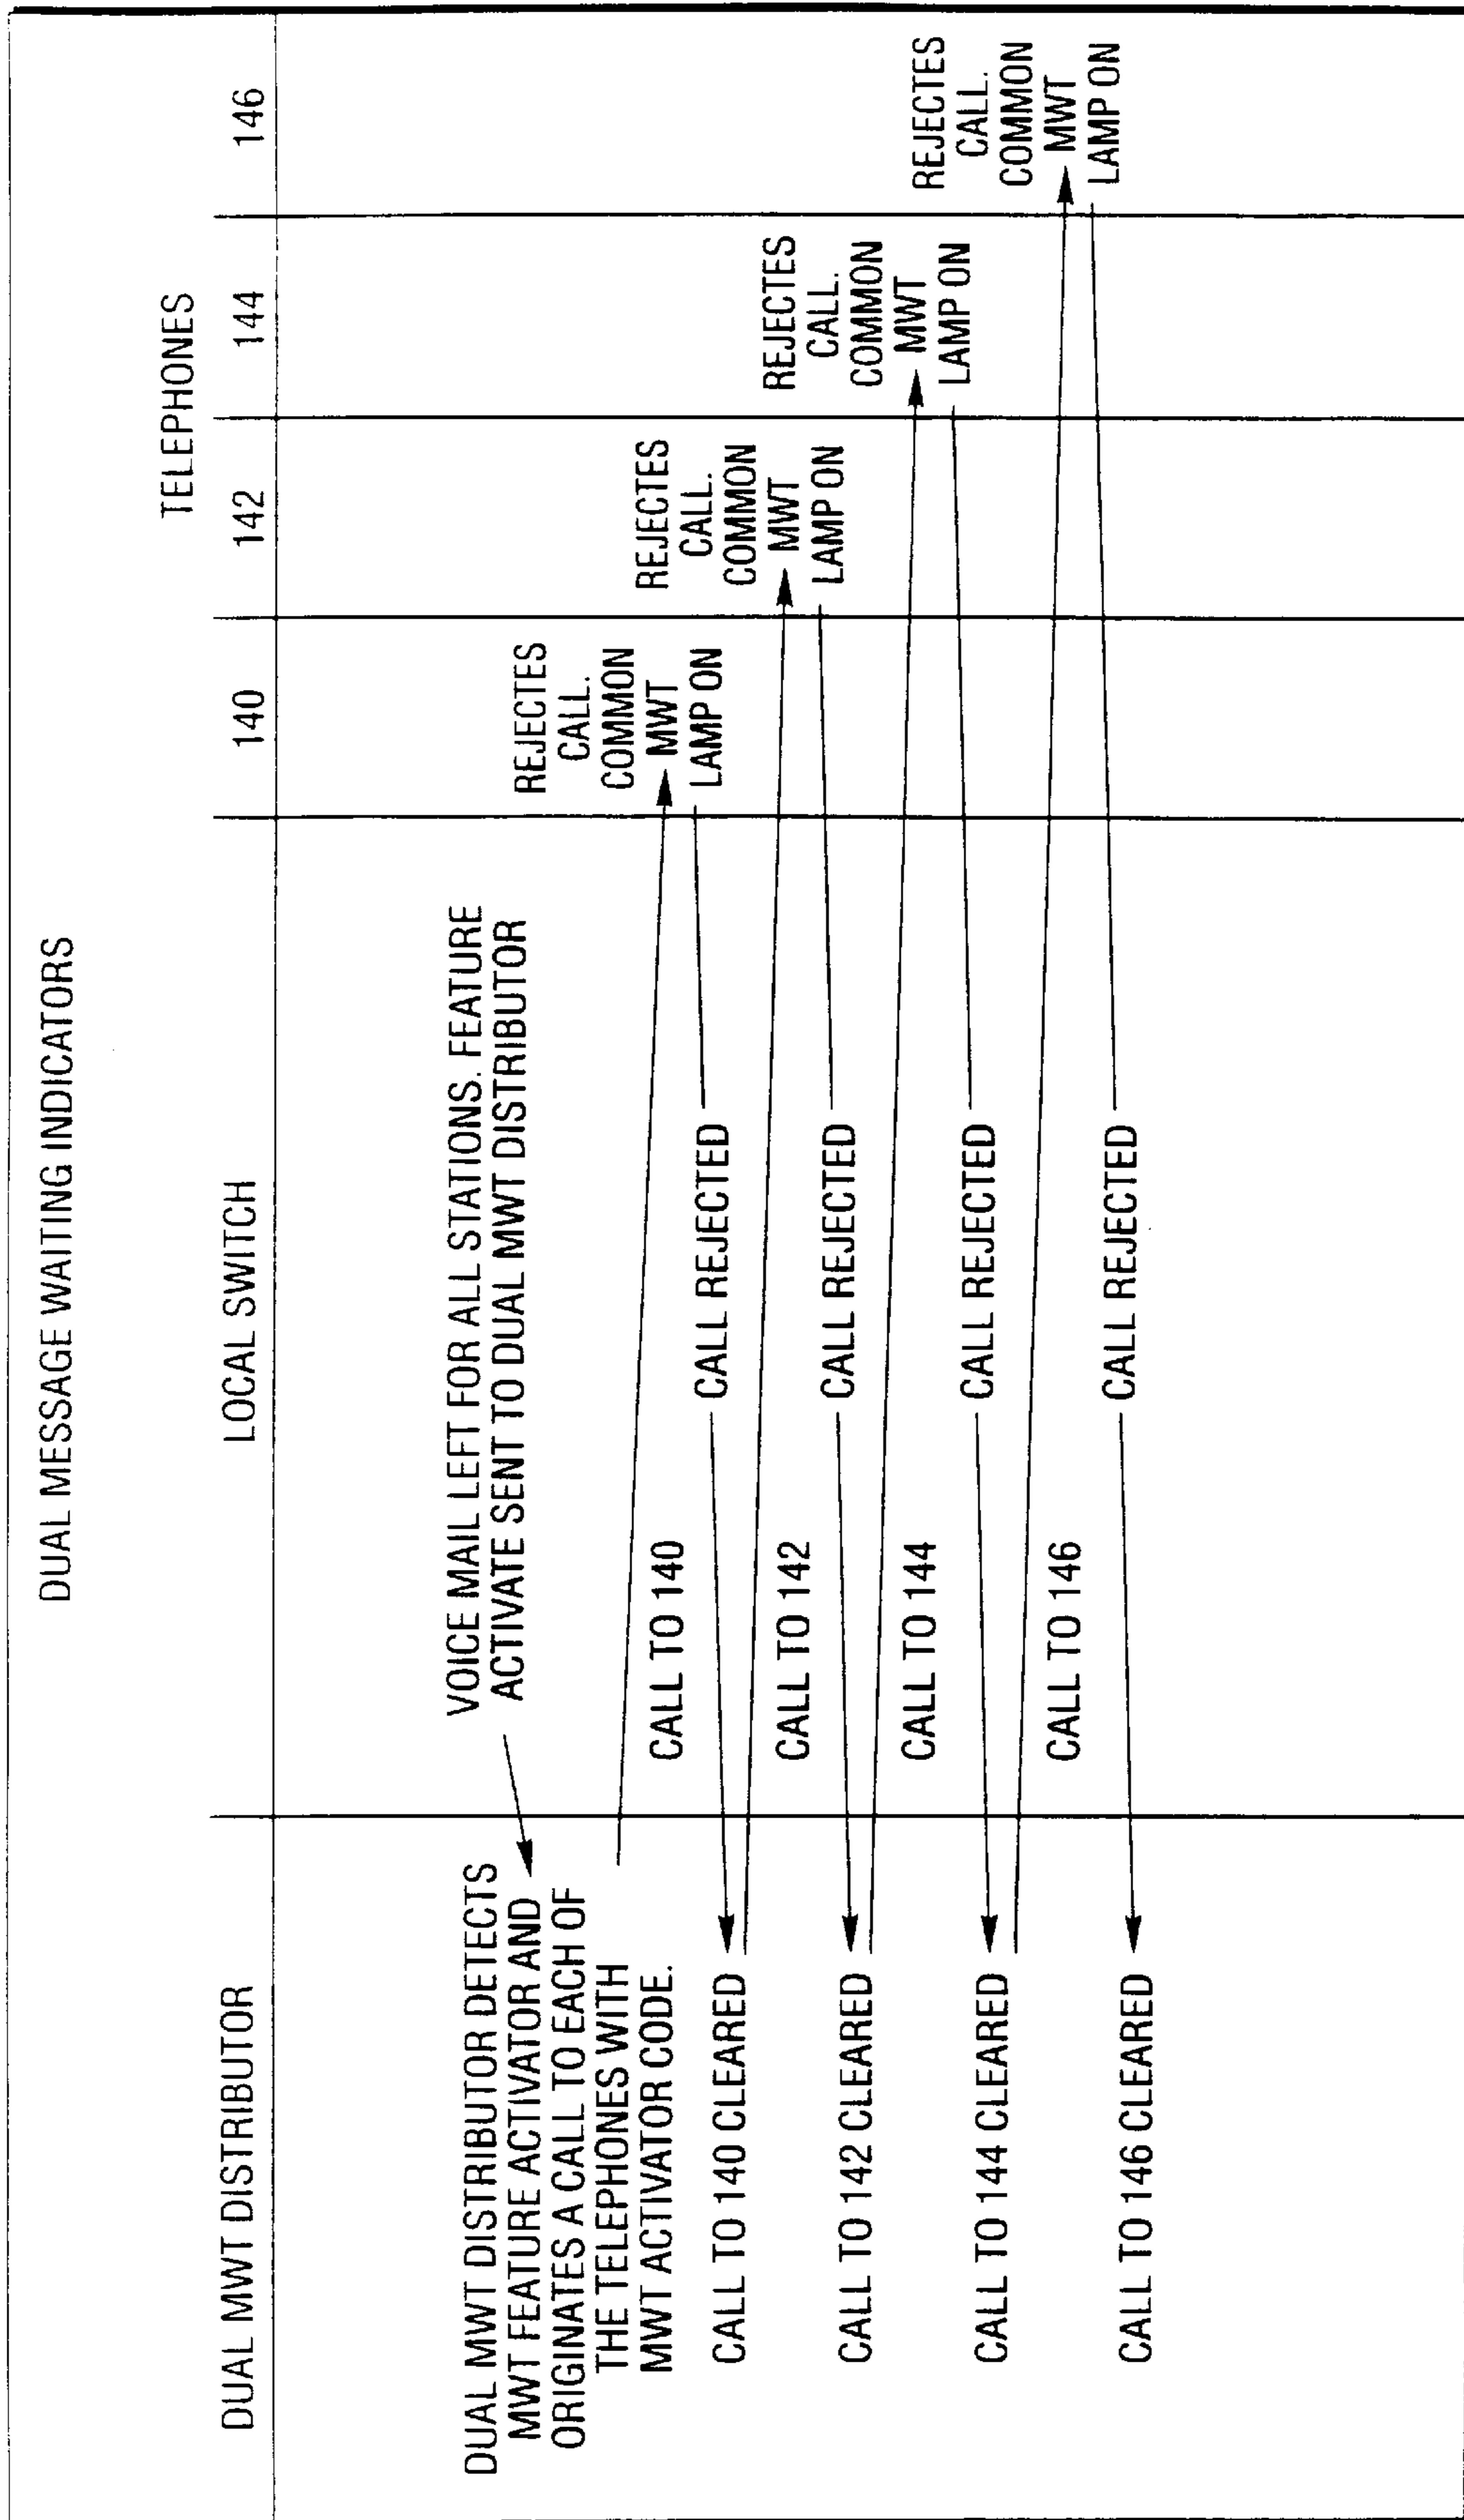 DUAL MESSAGE WAITING INDICATORS
TELEPHONES
DUAL MWT DISTRIBUTOR
LOCAL SWITCH
140
142
144
146
VOICE MAIL LEFT FOR ALL STATIONS. FEATURE
ACTIVATE SENT TO DUAL MWT DISTRIBUTOR
DUAL MWT DISTRIBUTOR DETECTS
MWT FEATURE ACTIVATOR AND
ORIGINATES A CALL TO EACH OF
THE TELEPHONES WITH
MWT ACTIVATOR CODE.
CALL TO 140
REJECTES
CALL.
COMMON
MWT
LAMP ON
CALL REJECTED
CALL TO 140 CLEARED
CALL TO 142
REJECTES
CALL.
COMMON
MWT
LAMP ON
CALL REJECTED
CALL TO 142 CLEARED
CALL TO 144
REJECTES
CALL.
COMMON
MWT
LAMP ON
CALL REJECTED
CALL TO 144 CLEARED
CALL TO 146
REJECTES
CALL.
COMMON
MWT
LAMP ON
CALL REJECTED
CALL TO 146 CLEARED